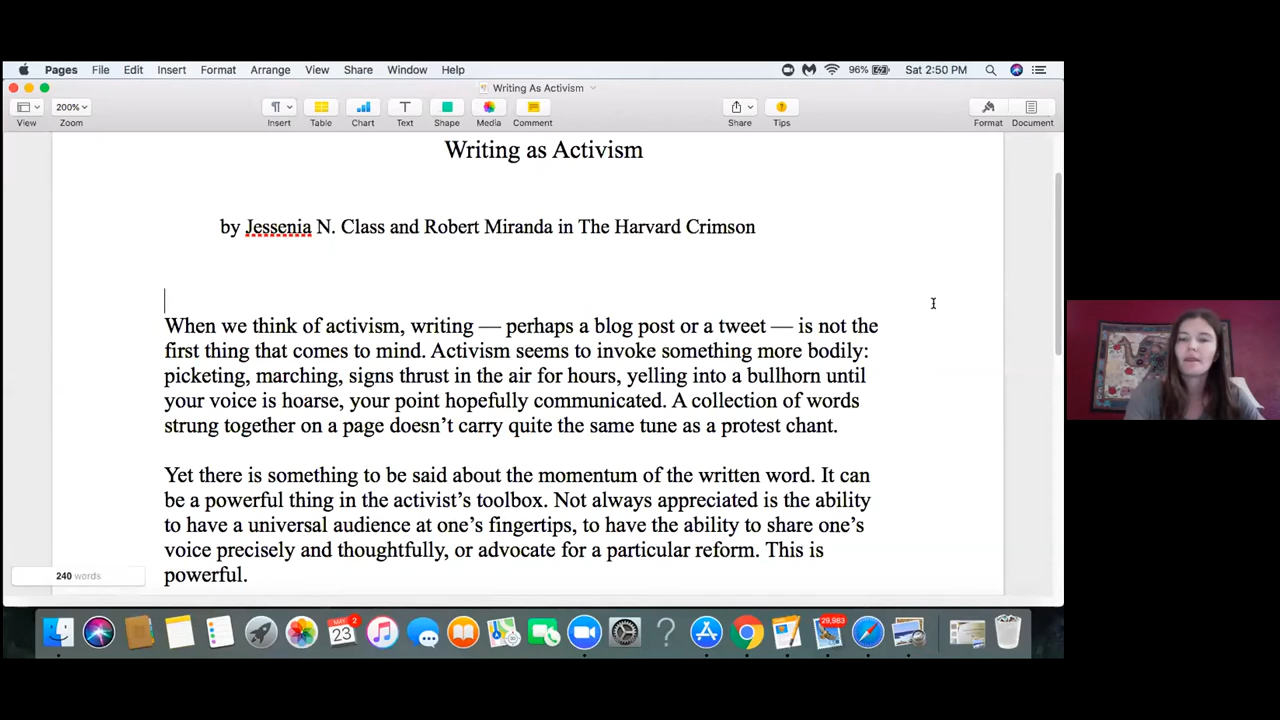 Pages File Edit Insert Format Arrange View Share Window Help 96% Sat 2:50 PM
Writing As Activism
200%
View Zoom Insert Table Chart Text Shape Media Comment Share Tips Format Document
Writing as Activism
by Jessenia N. Class and Robert Miranda in The Harvard Crimson
When we think of activism, writing — perhaps a blog post or a tweet — is not the
first thing that comes to mind. Activism seems to invoke something more bodily:
picketing, marching, signs thrust in the air for hours, yelling into a bullhorn until
your voice is hoarse, your point hopefully communicated. A collection of words
strung together on a page doesn’t carry quite the same tune as a protest chant.
Yet there is something to be said about the momentum of the written word. It can
be a powerful thing in the activist’s toolbox. Not always appreciated is the ability
to have a universal audience at one’s fingertips, to have the ability to share one’s
voice precisely and thoughtfully, or advocate for a particular reform. This is
powerful.
240 words
MAY 2
23
29,983